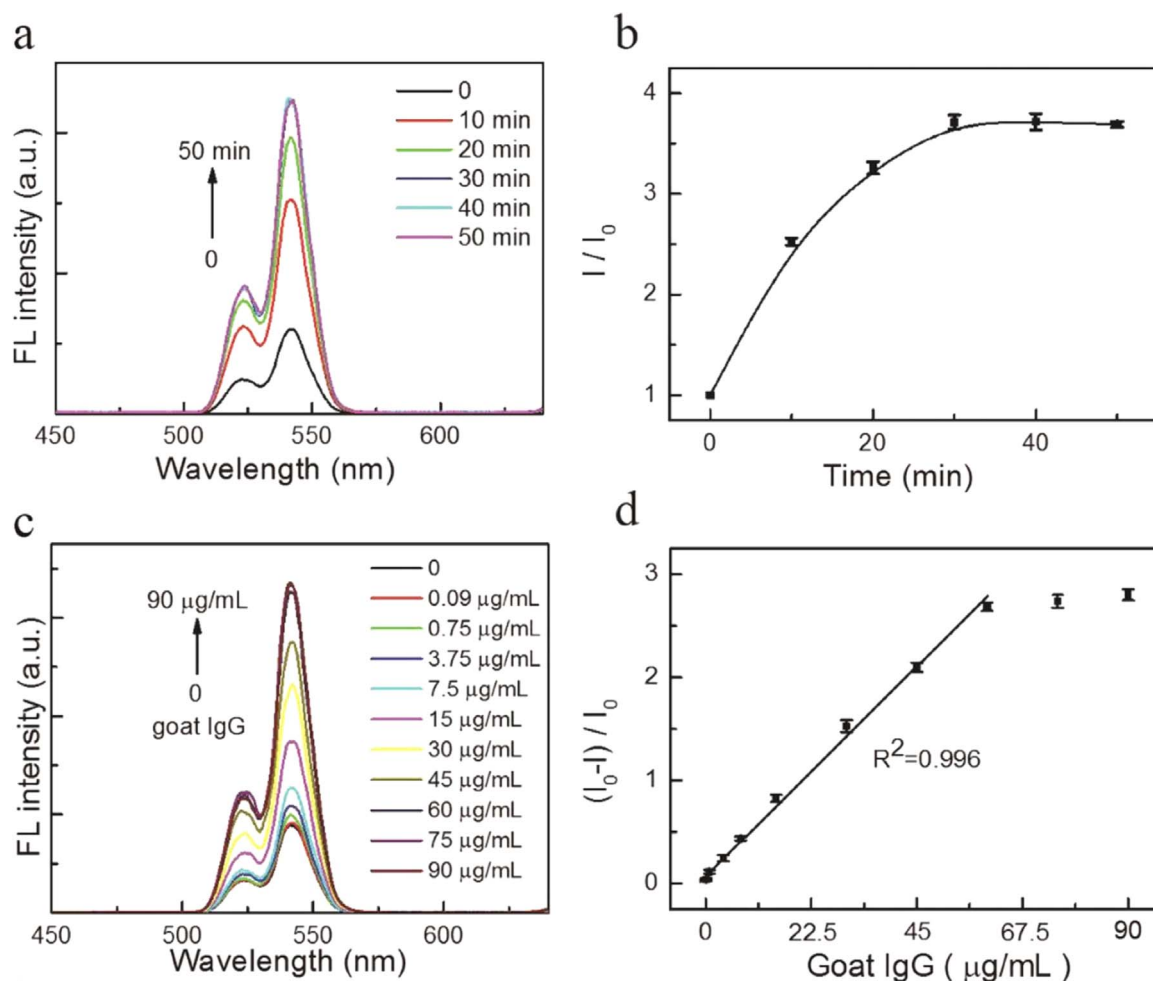 a
FL intensity (a.u.)
50 min
0
0
10 min
20 min
30 min
40 min
50 min
450 500 550 600
Wavelength (nm)
b
I / I0
4
3
2
1
0 20 40
Time (min)
c
FL intensity (a.u.)
90 μg/mL
0
goat IgG
0
0.09 μg/mL
0.75 μg/mL
3.75 μg/mL
7.5 μg/mL
15 μg/mL
30 μg/mL
45 μg/mL
60 μg/mL
75 μg/mL
90 μg/mL
450 500 550 600
Wavelength (nm)
d
(I0-I) / I0
3
2
1
0
R2=0.996
0 22.5 45 67.5 90
Goat IgG ( μg/mL )